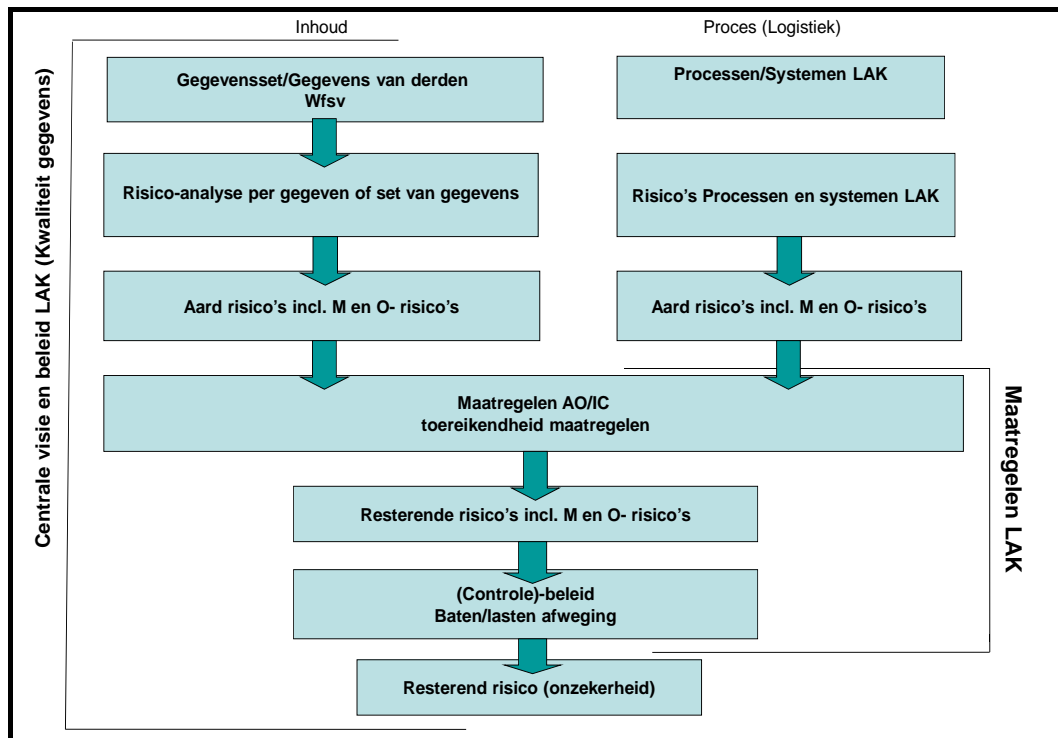 Inhoud
Proces (Logistiek)
Centrale visie en beleid LAK (Kwaliteit gegevens)
Gegevensset/Gegevens van derden
Wfsv
Processen/Systemen LAK
Risico-analyse per gegeven of set van gegevens
Risico's Processen en systemen LAK
Aard risico's incl. M en O- risico's
Aard risico's incl. M en O- risico's
Maatregelen AO/IC
toereikendheid maatregelen
Maatregelen LAK
Resterende risico's incl. M en O- risico's
(Controle)-beleid
Baten/lasten afweging
Resterend risico (onzekerheid)